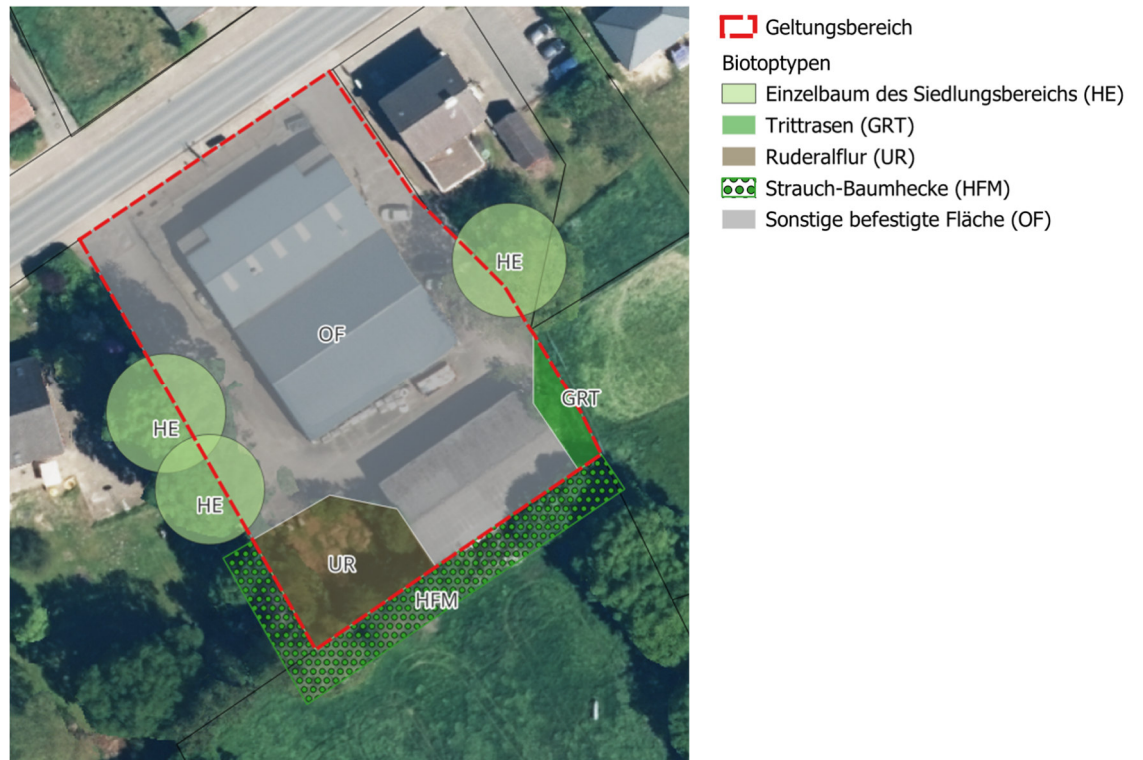 Geltungsbereich
Biotoptypen
Einzelbaum des Siedlungsbereichs (HE)
Trittrasen (GRT)
Ruderalflur (UR)
Strauch-Baumhecke (HFM)
Sonstige befestigte Fläche (OF)
HE
OF
GRT
HE
HE
UR
HFM